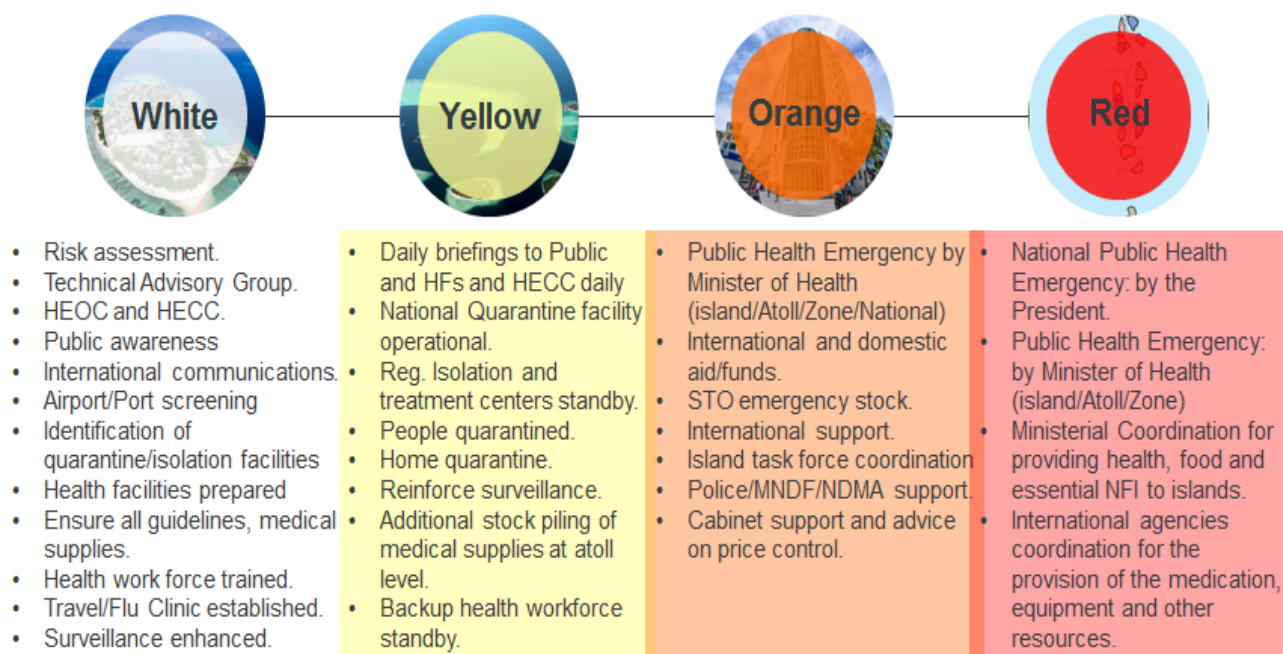 White
Yellow
Orange
Red
• Risk assessment.
• Technical Advisory Group.
• HEOC and HECC.
• Public awareness
• International communications.
• Airport/Port screening
• Identification of
quarantine/isolation facilities
• Health facilities prepared
• Ensure all guidelines, medical
supplies.
• Health work force trained.
• Travel/Flu Clinic established.
• Surveillance enhanced.
• Daily briefings to Public
and HFs and HECC daily
• National Quarantine facility
operational.
• Reg. Isolation and
treatment centers standby.
• People quarantined.
• Home quarantine.
• Reinforce surveillance.
• Additional stock piling of
medical supplies at atoll
level.
• Backup health workforce
standby.
• Public Health Emergency by
Minister of Health
(island/Atoll/Zone/National)
• International and domestic
aid/funds.
• STO emergency stock.
• International support.
• Island task force coordination
• Police/MNDF/NDMA support.
• Cabinet support and advice
on price control.
• National Public Health
Emergency: by the
President.
• Public Health Emergency:
by Minister of Health
(island/Atoll/Zone)
• Ministerial Coordination for
providing health, food and
essential NFI to islands.
• International agencies
coordination for the
provision of the medication,
equipment and other
resources.